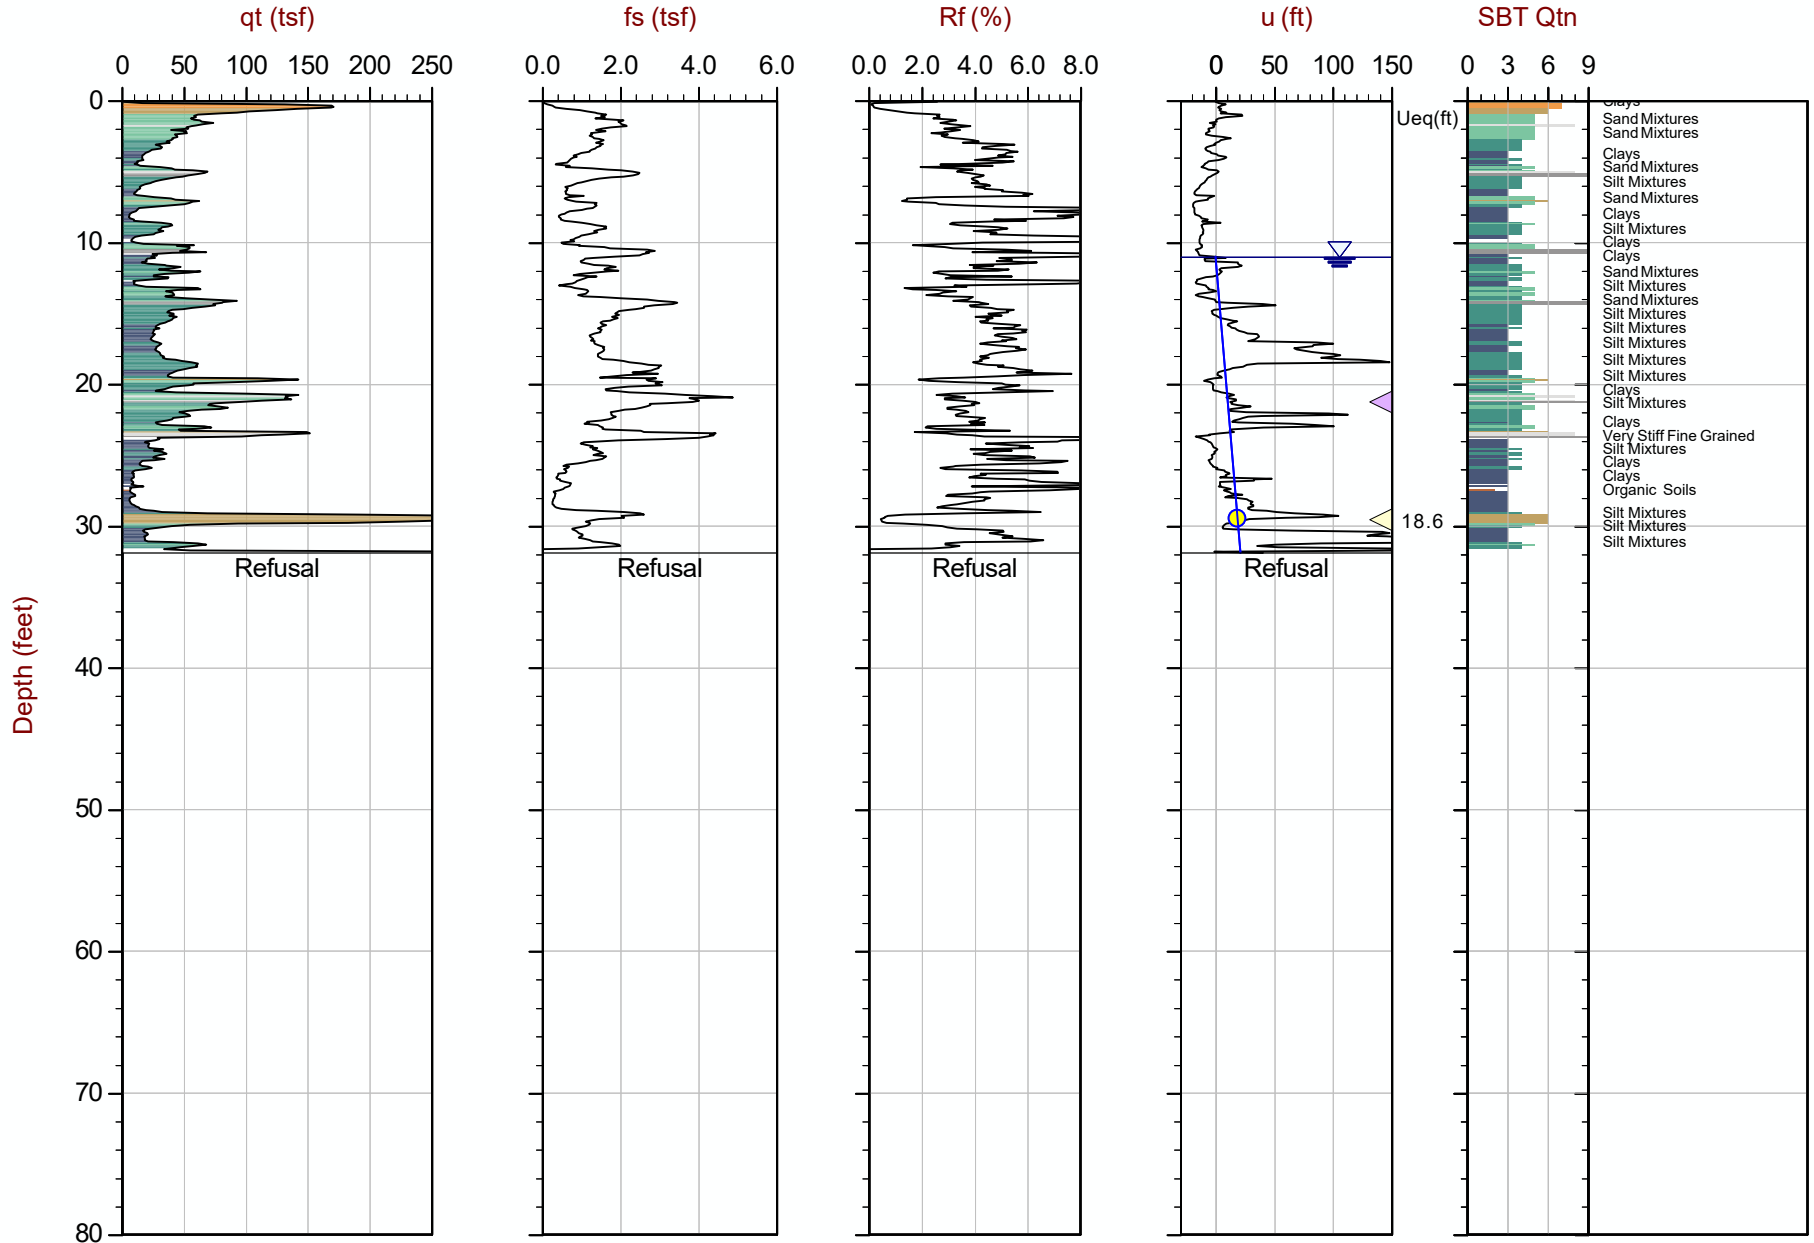 qt (tsf) fs (tsf) Rf (%) u (ft) SBT Qtn
0 50 100 150 200 250 0.0 2.0 4.0 6.0 0.0 2.0 4.0 6.0 8.0 0 50 100 150 0 3 6 9
0
Clays
Ueq(ft)
Sand Mixtures
Sand Mixtures
Clays
Sand Mixtures
Silt Mixtures
Sand Mixtures
Clays
Silt Mixtures
10
Clays
Clays
Sand Mixtures
Silt Mixtures
Sand Mixtures
Silt Mixtures
Silt Mixtures
Silt Mixtures
Silt Mixtures
Silt Mixtures
20
Clays
Silt Mixtures
Clays
Very Stiff Fine Grained
Silt Mixtures
Clays
Clays
Organic Soils
Silt Mixtures
18.6
30
Silt Mixtures
Silt Mixtures
Refusal Refusal Refusal Refusal
Depth (feet)
40
50
60
70
80